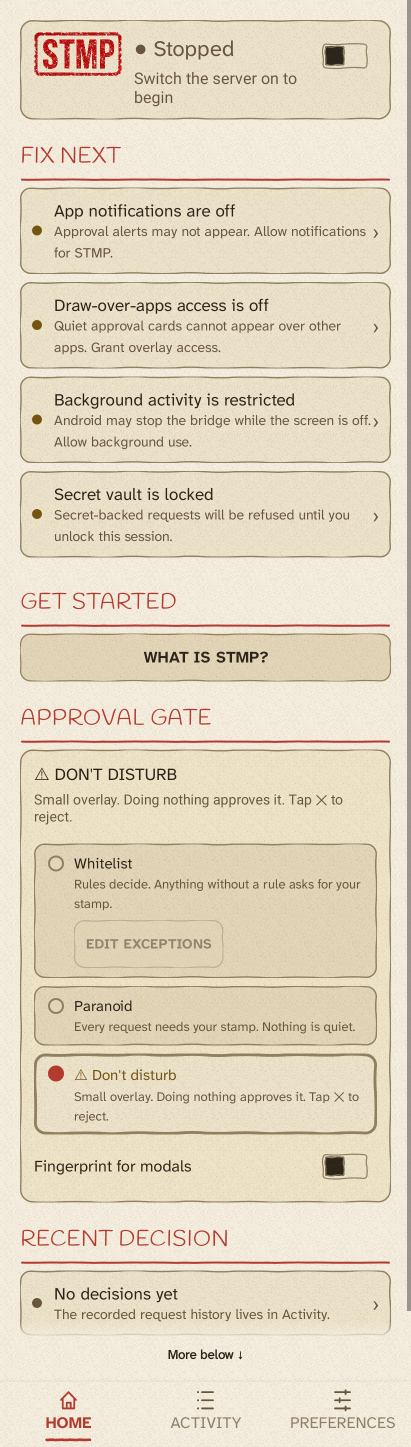 STMP
● Stopped
Switch the server on to
begin
FIX NEXT
App notifications are off
Approval alerts may not appear. Allow notifications
for STMP.
Draw-over-apps access is off
Quiet approval cards cannot appear over other
apps. Grant overlay access.
Background activity is restricted
Android may stop the bridge while the screen is off.
Allow background use.
Secret vault is locked
Secret-backed requests will be refused until you
unlock this session.
GET STARTED
WHAT IS STMP?
APPROVAL GATE
⚠ DON'T DISTURB
Small overlay. Doing nothing approves it. Tap ✕ to
reject.
Whitelist
Rules decide. Anything without a rule asks for your
stamp.
EDIT EXCEPTIONS
Paranoid
Every request needs your stamp. Nothing is quiet.
⚠ Don't disturb
Small overlay. Doing nothing approves it. Tap ✕ to
reject.
Fingerprint for modals
RECENT DECISION
No decisions yet
The recorded request history lives in Activity.
More below ↓
HOME
ACTIVITY
PREFERENCES